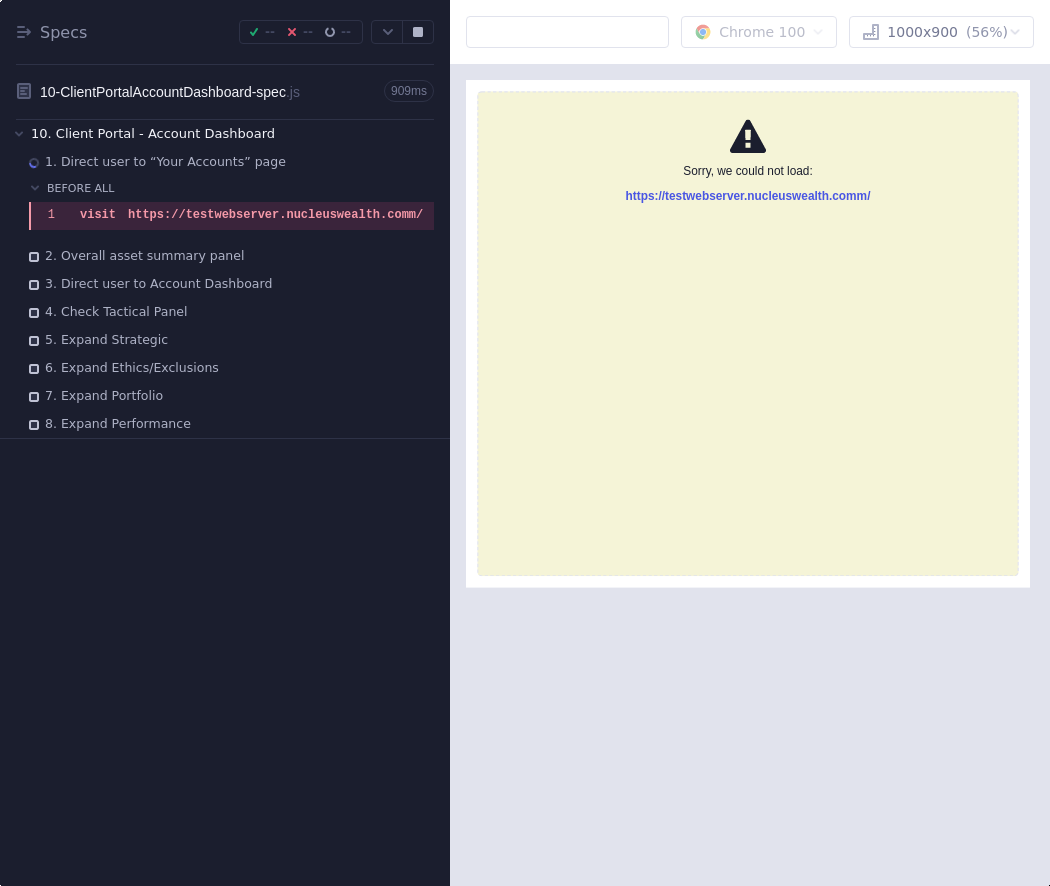 Specs
-- -- --
10-ClientPortalAccountDashboard-spec.js 909ms
10. Client Portal - Account Dashboard
1. Direct user to “Your Accounts” page
BEFORE ALL
1 visit https://testwebserver.nucleuswealth.comm/
2. Overall asset summary panel
3. Direct user to Account Dashboard
4. Check Tactical Panel
5. Expand Strategic
6. Expand Ethics/Exclusions
7. Expand Portfolio
8. Expand Performance
Chrome 100
1000x900 (56%)
Sorry, we could not load:
https://testwebserver.nucleuswealth.comm/